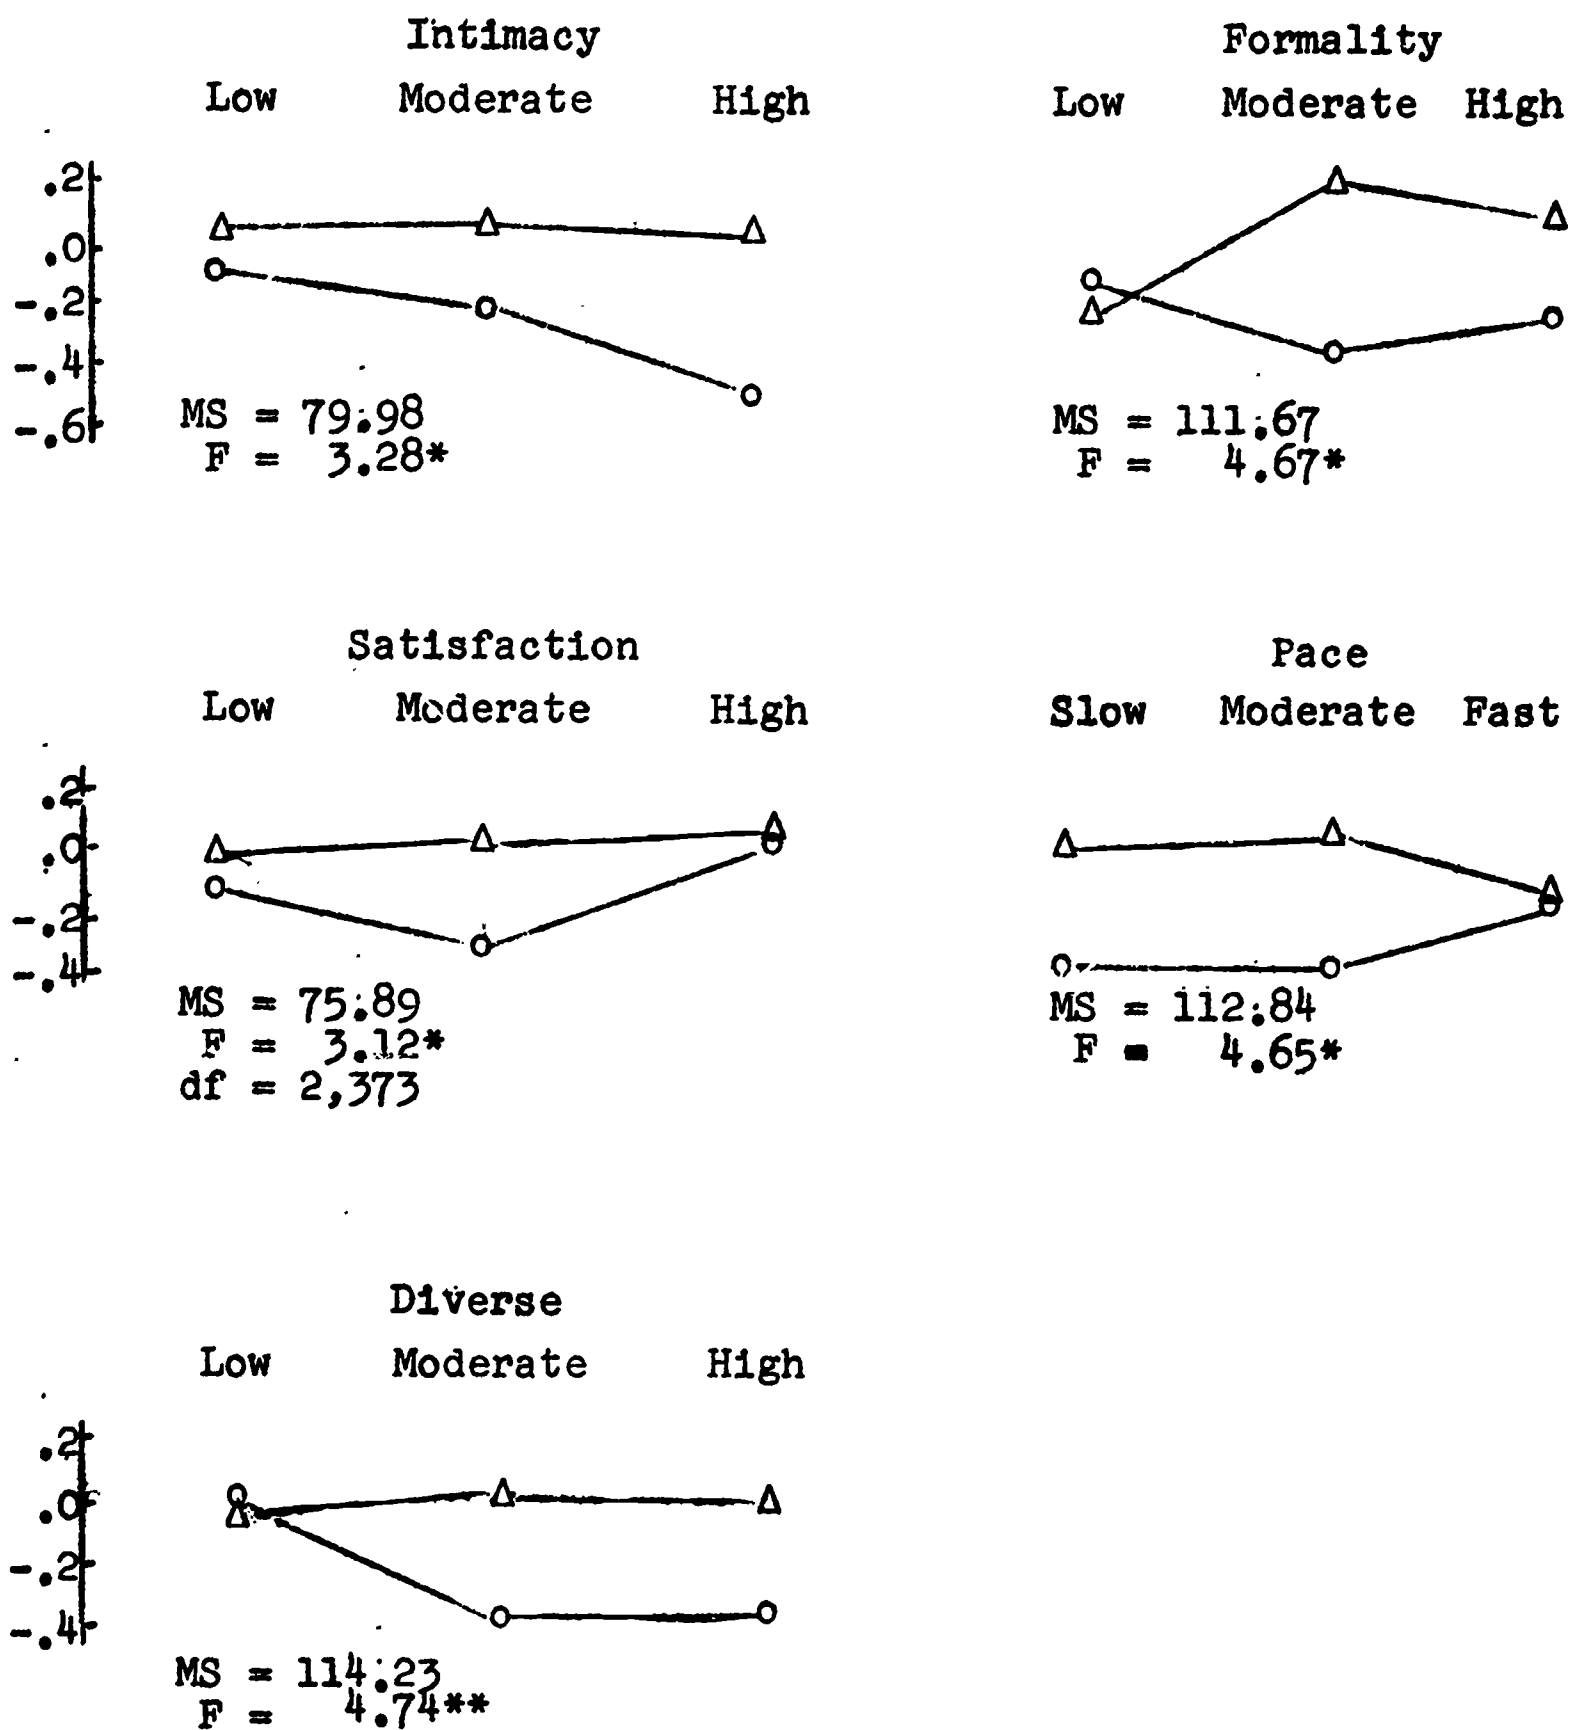 Intimacy
Low Moderate High
.2
.0
-.2
-.4
-.6
MS = 79.98
F = 3.28*
Formality
Low Moderate High
MS = 111.67
F = 4.67*
Satisfaction
Low Moderate High
.2
.0
-.2
-.4
MS = 75.89
F = 3.12*
df = 2,373
Pace
Slow Moderate Fast
MS = 112.84
F = 4.65*
Diverse
Low Moderate High
.2
.0
-.2
-.4
MS = 114.23
F = 4.74**